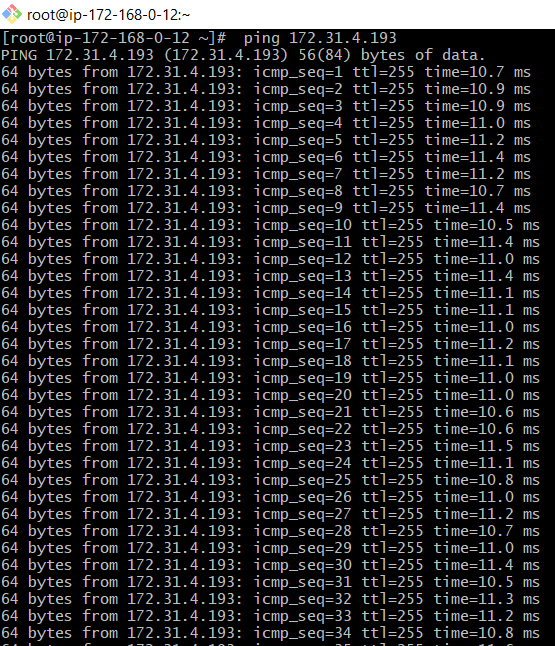 root@ip-172-168-0-12:~
[root@ip-172-168-0-12 ~]#  ping 172.31.4.193
PING 172.31.4.193 (172.31.4.193) 56(84) bytes of data.
64 bytes from 172.31.4.193: icmp_seq=1 ttl=255 time=10.7 ms
64 bytes from 172.31.4.193: icmp_seq=2 ttl=255 time=10.9 ms
64 bytes from 172.31.4.193: icmp_seq=3 ttl=255 time=10.9 ms
64 bytes from 172.31.4.193: icmp_seq=4 ttl=255 time=11.0 ms
64 bytes from 172.31.4.193: icmp_seq=5 ttl=255 time=11.2 ms
64 bytes from 172.31.4.193: icmp_seq=6 ttl=255 time=11.4 ms
64 bytes from 172.31.4.193: icmp_seq=7 ttl=255 time=11.2 ms
64 bytes from 172.31.4.193: icmp_seq=8 ttl=255 time=10.7 ms
64 bytes from 172.31.4.193: icmp_seq=9 ttl=255 time=11.4 ms
64 bytes from 172.31.4.193: icmp_seq=10 ttl=255 time=10.5 ms
64 bytes from 172.31.4.193: icmp_seq=11 ttl=255 time=11.4 ms
64 bytes from 172.31.4.193: icmp_seq=12 ttl=255 time=11.0 ms
64 bytes from 172.31.4.193: icmp_seq=13 ttl=255 time=11.4 ms
64 bytes from 172.31.4.193: icmp_seq=14 ttl=255 time=11.1 ms
64 bytes from 172.31.4.193: icmp_seq=15 ttl=255 time=11.1 ms
64 bytes from 172.31.4.193: icmp_seq=16 ttl=255 time=11.0 ms
64 bytes from 172.31.4.193: icmp_seq=17 ttl=255 time=11.2 ms
64 bytes from 172.31.4.193: icmp_seq=18 ttl=255 time=11.1 ms
64 bytes from 172.31.4.193: icmp_seq=19 ttl=255 time=11.0 ms
64 bytes from 172.31.4.193: icmp_seq=20 ttl=255 time=11.0 ms
64 bytes from 172.31.4.193: icmp_seq=21 ttl=255 time=10.6 ms
64 bytes from 172.31.4.193: icmp_seq=22 ttl=255 time=10.6 ms
64 bytes from 172.31.4.193: icmp_seq=23 ttl=255 time=11.5 ms
64 bytes from 172.31.4.193: icmp_seq=24 ttl=255 time=11.1 ms
64 bytes from 172.31.4.193: icmp_seq=25 ttl=255 time=10.8 ms
64 bytes from 172.31.4.193: icmp_seq=26 ttl=255 time=11.0 ms
64 bytes from 172.31.4.193: icmp_seq=27 ttl=255 time=11.2 ms
64 bytes from 172.31.4.193: icmp_seq=28 ttl=255 time=10.7 ms
64 bytes from 172.31.4.193: icmp_seq=29 ttl=255 time=11.0 ms
64 bytes from 172.31.4.193: icmp_seq=30 ttl=255 time=11.4 ms
64 bytes from 172.31.4.193: icmp_seq=31 ttl=255 time=10.5 ms
64 bytes from 172.31.4.193: icmp_seq=32 ttl=255 time=11.3 ms
64 bytes from 172.31.4.193: icmp_seq=33 ttl=255 time=11.2 ms
64 bytes from 172.31.4.193: icmp_seq=34 ttl=255 time=10.8 ms